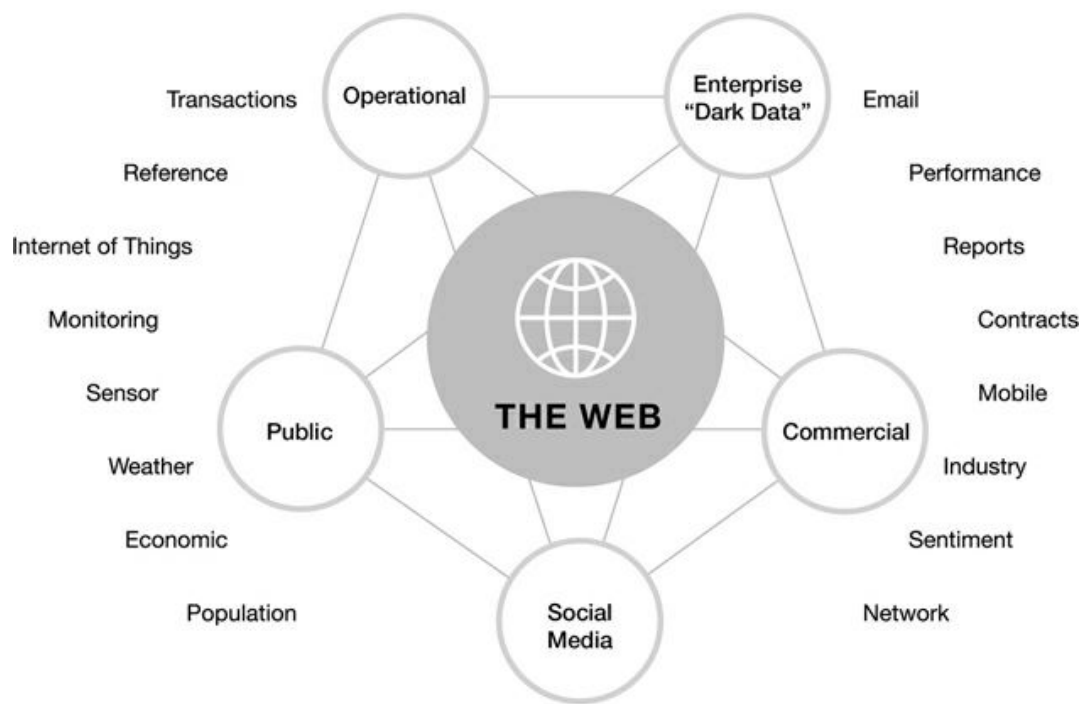 Operational
Enterprise
“Dark Data”
Transactions
Email
Reference
Performance
Internet of Things
Reports
Monitoring
Contracts
Sensor
Mobile
THE WEB
Public
Commercial
Weather
Industry
Economic
Sentiment
Population
Network
Social
Media